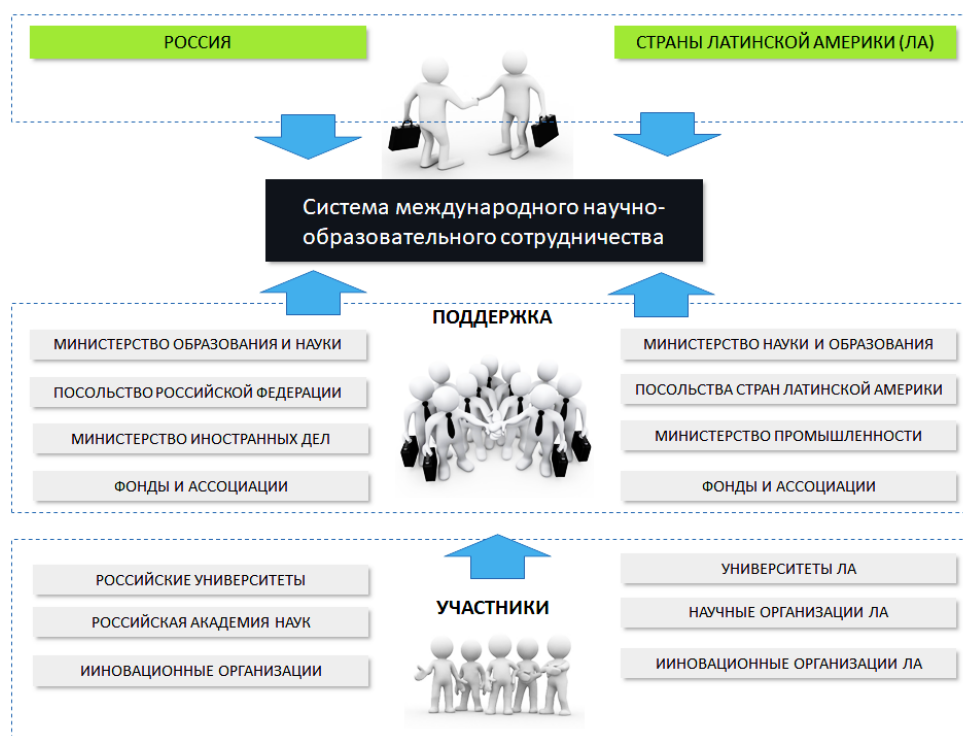 РОССИЯ
СТРАНЫ ЛАТИНСКОЙ АМЕРИКИ (ЛА)
Система международного научно-
образовательного сотрудничества
ПОДДЕРЖКА
МИНИСТЕРСТВО ОБРАЗОВАНИЯ И НАУКИ
МИНИСТЕРСТВО НАУКИ И ОБРАЗОВАНИЯ
ПОСОЛЬСТВО РОССИЙСКОЙ ФЕДЕРАЦИИ
ПОСОЛЬСТВА СТРАН ЛАТИНСКОЙ АМЕРИКИ
МИНИСТЕРСТВО ИНОСТРАННЫХ ДЕЛ
МИНИСТЕРСТВО ПРОМЫШЛЕННОСТИ
ФОНДЫ И АССОЦИАЦИИ
ФОНДЫ И АССОЦИАЦИИ
РОССИЙСКИЕ УНИВЕРСИТЕТЫ
УНИВЕРСИТЕТЫ ЛА
УЧАСТНИКИ
РОССИЙСКАЯ АКАДЕМИЯ НАУК
НАУЧНЫЕ ОРГАНИЗАЦИИ ЛА
ИИНОВАЦИОННЫЕ ОРГАНИЗАЦИИ
ИИНОВАЦИОННЫЕ ОРГАНИЗАЦИИ ЛА